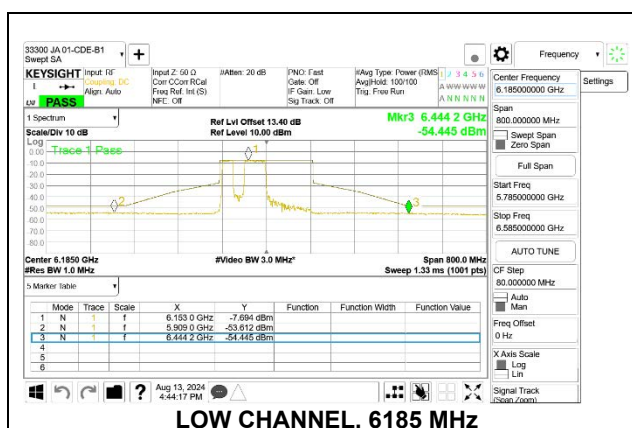 33300 JA 01-CDE-B1
Swept SA
Frequency
KEYSIGHT
Input: RF
Coupling: DC
Align: Auto
Input Z: 50 Ω
Corr CCorr RCal
Freq Ref: Int (S)
NFE: Off
#Atten: 20 dB
PNO: Fast
Gate: Off
IF Gain: Low
Sig Track: Off
#Avg Type: Power (RMS
Avg|Hold: 100/100
Trig: Free Run
1 2 3 4 5 6
A W W W W W
A N N N N N
PASS
1 Spectrum
Scale/Div 10 dB
Ref Lvl Offset 13.40 dB
Ref Level 10.00 dBm
Mkr3 6.444 2 GHz
-54.445 dBm
Log
Trace 1 Pass
0.00
-10.0
-20.0
-30.0
-40.0
-50.0
-60.0
-70.0
-80.0
1
2
3
Center 6.1850 GHz
#Res BW 1.0 MHz
#Video BW 3.0 MHz*
Span 800.0 MHz
Sweep 1.33 ms (1001 pts)
5 Marker Table
Mode Trace Scale X Y Function Function Width Function Value
1 N 1 f 6.153 0 GHz -7.694 dBm
2 N 1 f 5.909 0 GHz -53.612 dBm
3 N 1 f 6.444 2 GHz -54.445 dBm
4
5
6
Aug 13, 2024
4:44:17 PM
Center Frequency
6.185000000 GHz
Settings
Span
800.000000 MHz
Swept Span
Zero Span
Full Span
Start Freq
5.785000000 GHz
Stop Freq
6.585000000 GHz
AUTO TUNE
CF Step
80.000000 MHz
Auto
Man
Freq Offset
0 Hz
X Axis Scale
Log
Lin
Signal Track
(Span Zoom)
LOW CHANNEL, 6185 MHz